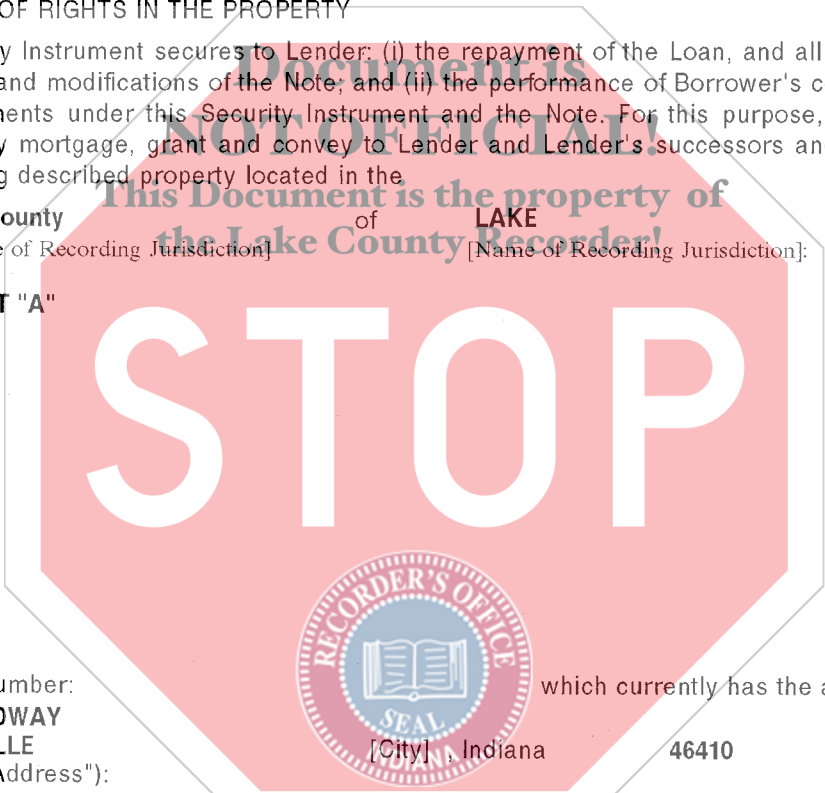 OF RIGHTS IN THE PROPERTY
y Instrument secures to Lender: (i) the repayment of the Loan, and all
and modifications of the Note; and (ii) the performance of Borrower's c
nents under this Security Instrument and the Note. For this purpose,
y mortgage, grant and convey to Lender and Lender's successors an
g described property located in the
Document is
NOT OFFICIAL!
This Document is the property of
the Lake County Recorder!
ounty of LAKE
e of Recording Jurisdiction] [Name of Recording Jurisdiction]:
T "A"
STOP
RECORDER'S OFFICE
SEAL
INDIANA
umber: which currently has the a
OWAY
LLE [City] , Indiana 46410
Address"):